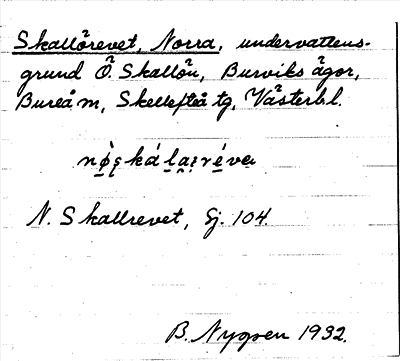 Skallörevet, Norra, undervattens-
grund Ö. Skallön, Burviks ägor,
Bureå m, Skellefteå tg, Västerb l.
N. Skallrevet, Sj. 104.
B. Nygren 1932.